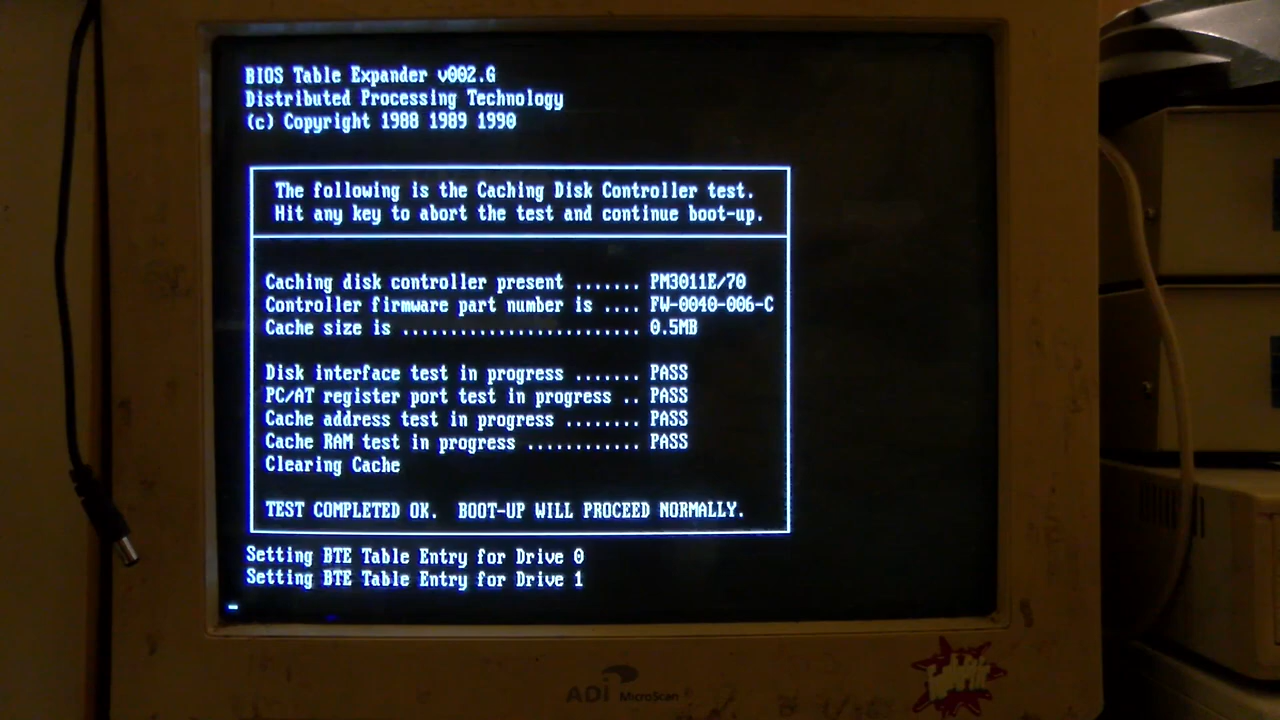 BIOS Table Expander v002.G
Distributed Processing Technology
(c) Copyright 1988 1989 1990
The following is the Caching Disk Controller test.
Hit any key to abort the test and continue boot-up.
Caching disk controller present ....... PM3011E/70
Controller firmware part number is .... FW-0040-006-C
Cache size is ......................... 0.5MB
Disk interface test in progress ....... PASS
PC/AT register port test in progress .. PASS
Cache address test in progress ........ PASS
Cache RAM test in progress ............ PASS
Clearing Cache
TEST COMPLETED OK.  BOOT-UP WILL PROCEED NORMALLY.
Setting BTE Table Entry for Drive 0
Setting BTE Table Entry for Drive 1
ADi MicroScan